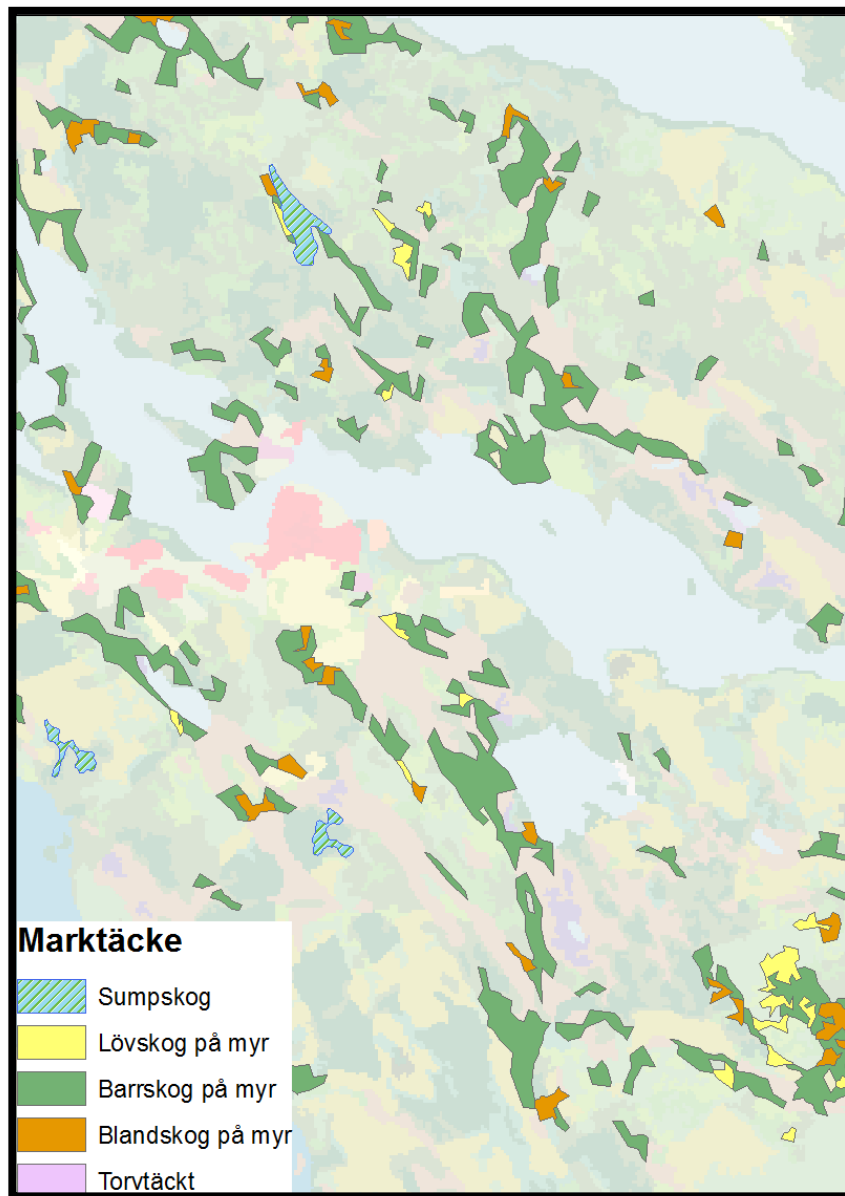 Marktäcke
Sumpskog
Lövskog på myr
Barrskog på myr
Blandskog på myr
Torvtäckt